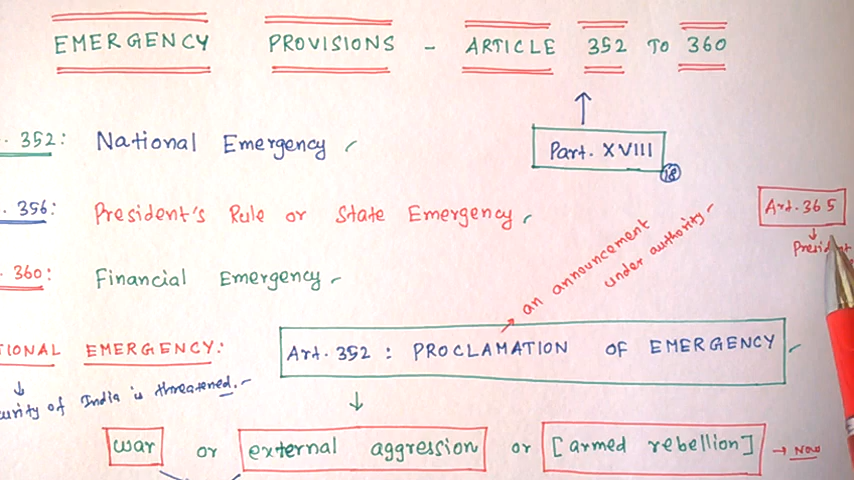 EMERGENCY PROVISIONS - ARTICLE 352 TO 360
. 352: National Emergency
Part. XVIII
18
. 356: President's Rule or State Emergency
Art. 365
. 360: Financial Emergency
an announcement
under authority
TIONAL EMERGENCY:
Art. 352 : PROCLAMATION OF EMERGENCY
curity of India is threatened.
war or external aggression or [armed rebellion] → Now